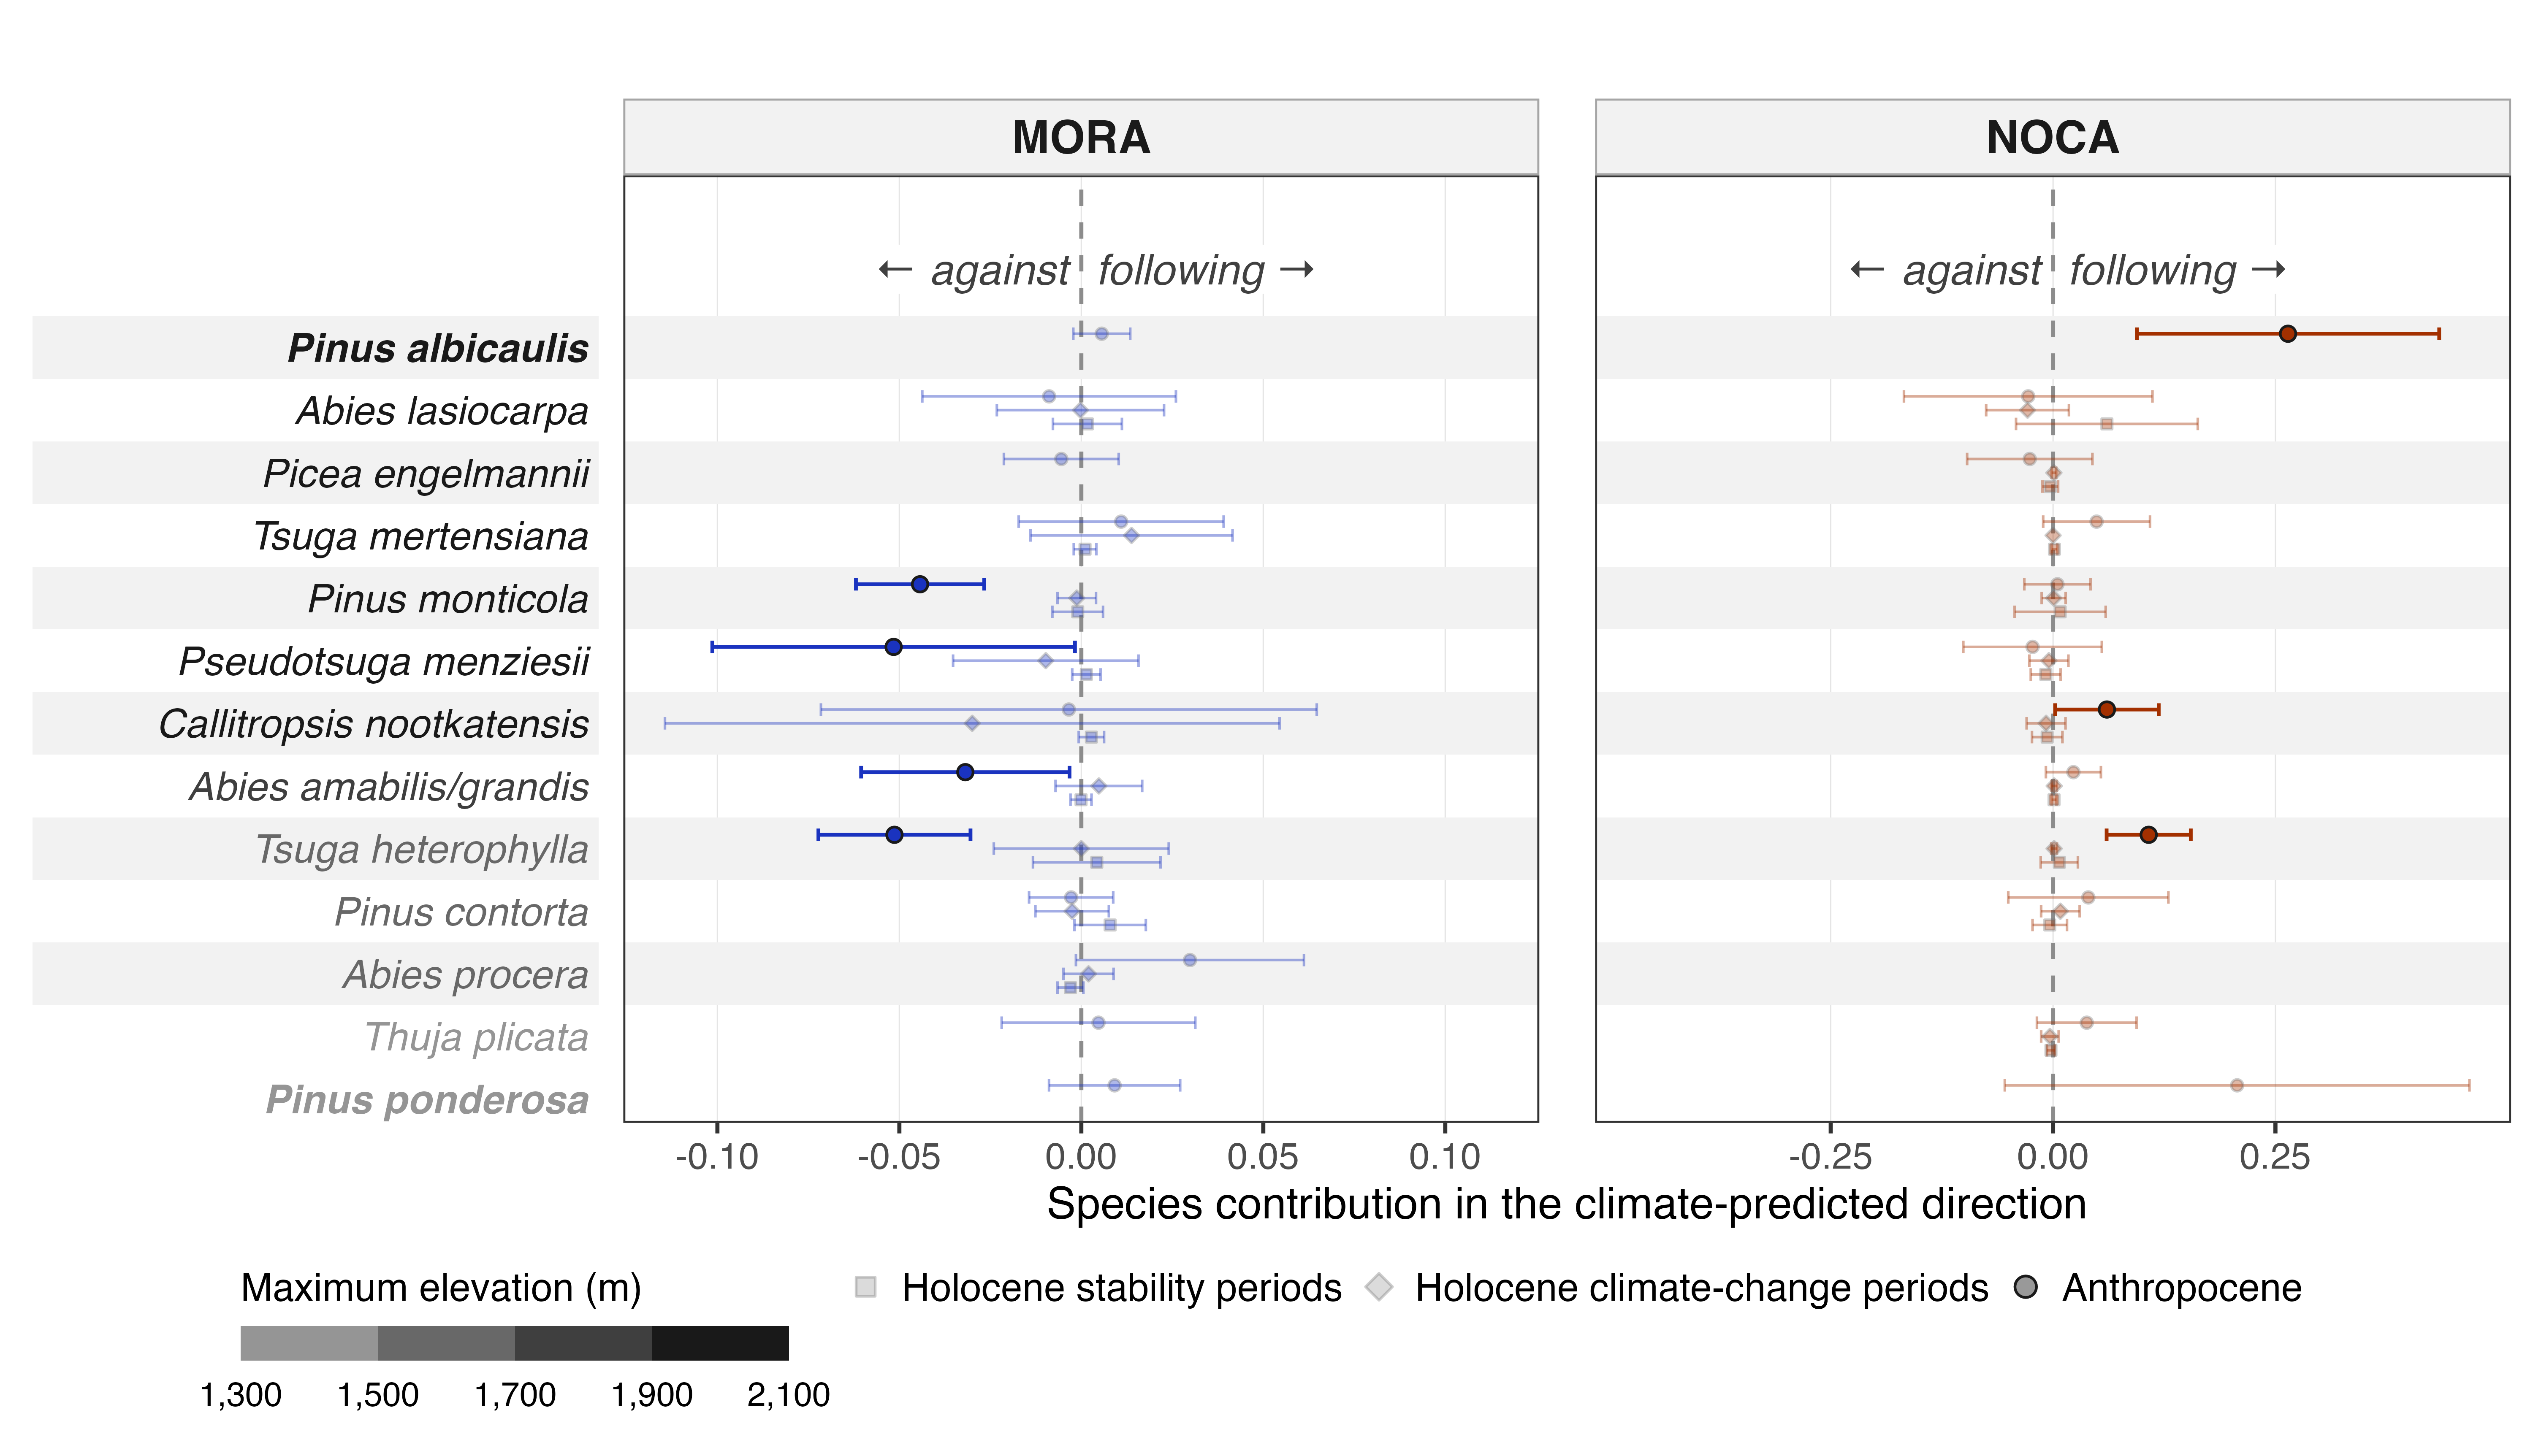 MORA
NOCA
← against following →
← against following →
Pinus albicaulis
Abies lasiocarpa
Picea engelmannii
Tsuga mertensiana
Pinus monticola
Pseudotsuga menziesii
Callitropsis nootkatensis
Abies amabilis/grandis
Tsuga heterophylla
Pinus contorta
Abies procera
Thuja plicata
Pinus ponderosa
-0.10 -0.05 0.00 0.05 0.10
-0.25 0.00 0.25
Species contribution in the climate-predicted direction
Maximum elevation (m)
1,300 1,500 1,700 1,900 2,100
Holocene stability periods
Holocene climate-change periods
Anthropocene